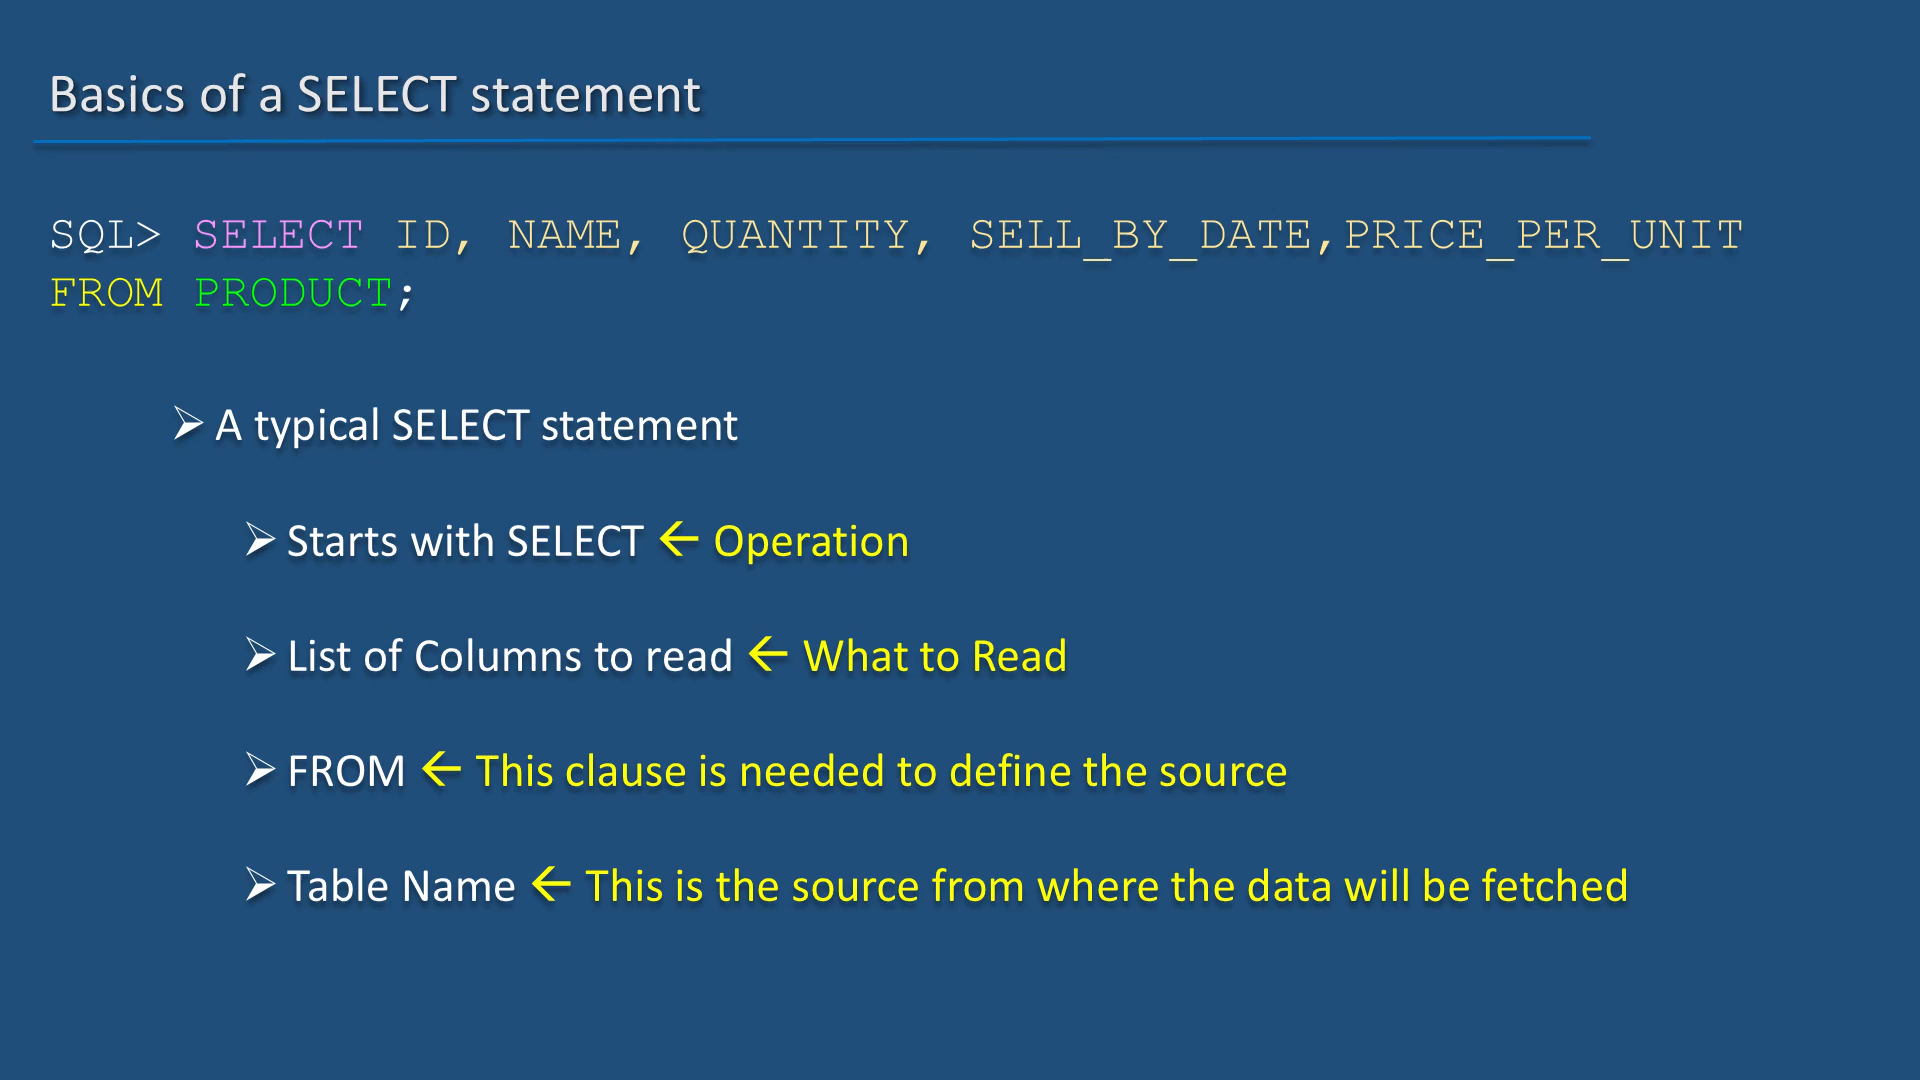 Basics of a SELECT statement
SQL> SELECT ID, NAME, QUANTITY, SELL_BY_DATE,PRICE_PER_UNIT
FROM PRODUCT;
➢ A typical SELECT statement
➢ Starts with SELECT ← Operation
➢ List of Columns to read ← What to Read
➢ FROM ← This clause is needed to define the source
➢ Table Name ← This is the source from where the data will be fetched